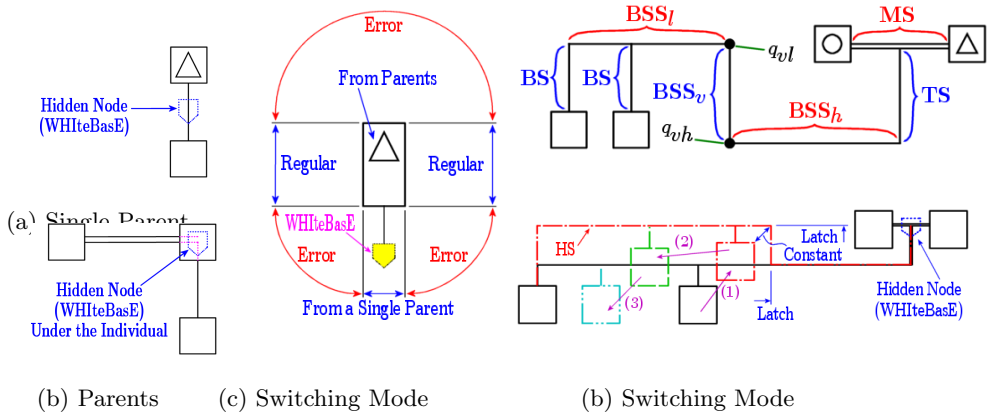 Hidden Node
(WHIteBasE)
(a) Single Parent
Hidden Node
(WHIteBasE)
Under the Individual
(b) Parents
Error
From Parents
Regular
Regular
WHIteBasE
Error
Error
From a Single Parent
(c) Switching Mode
BSS_l
MS
q_vl
BS
BS
BSS_v
TS
BSS_h
q_vh
HS
(2)
Latch
Constant
(1)
(3)
Latch
Hidden Node
(WHIteBasE)
(b) Switching Mode